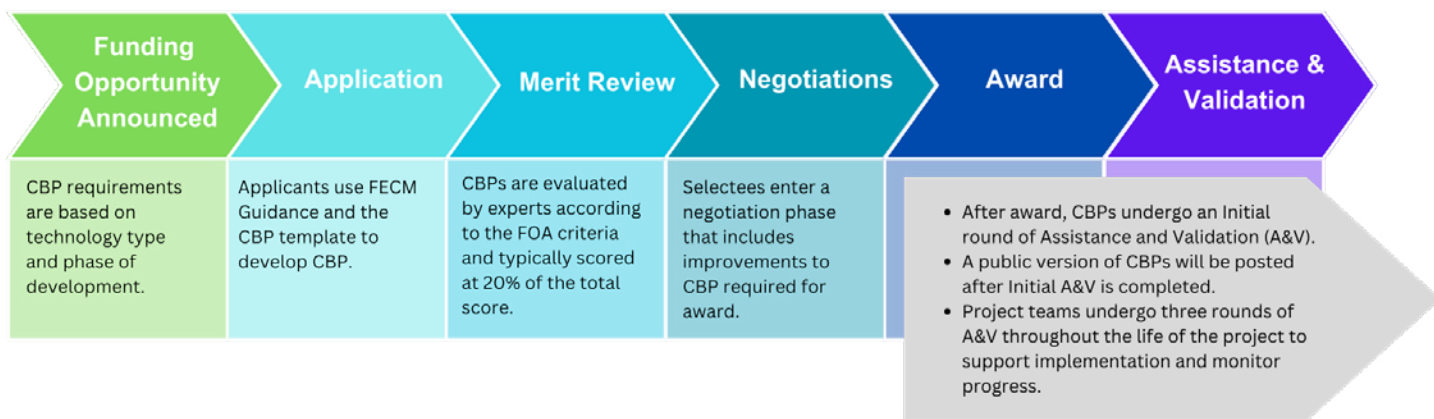 Funding
Opportunity
Announced
Application
Merit Review
Negotiations
Award
Assistance &
Validation
CBP requirements
are based on
technology type
and phase of
development.
Applicants use FECM
Guidance and the
CBP template to
develop CBP.
CBPs are evaluated
by experts according
to the FOA criteria
and typically scored
at 20% of the total
score.
Selectees enter a
negotiation phase
that includes
improvements to
CBP required for
award.
• After award, CBPs undergo an Initial
round of Assistance and Validation (A&V).
• A public version of CBPs will be posted
after Initial A&V is completed.
• Project teams undergo three rounds of
A&V throughout the life of the project to
support implementation and monitor
progress.